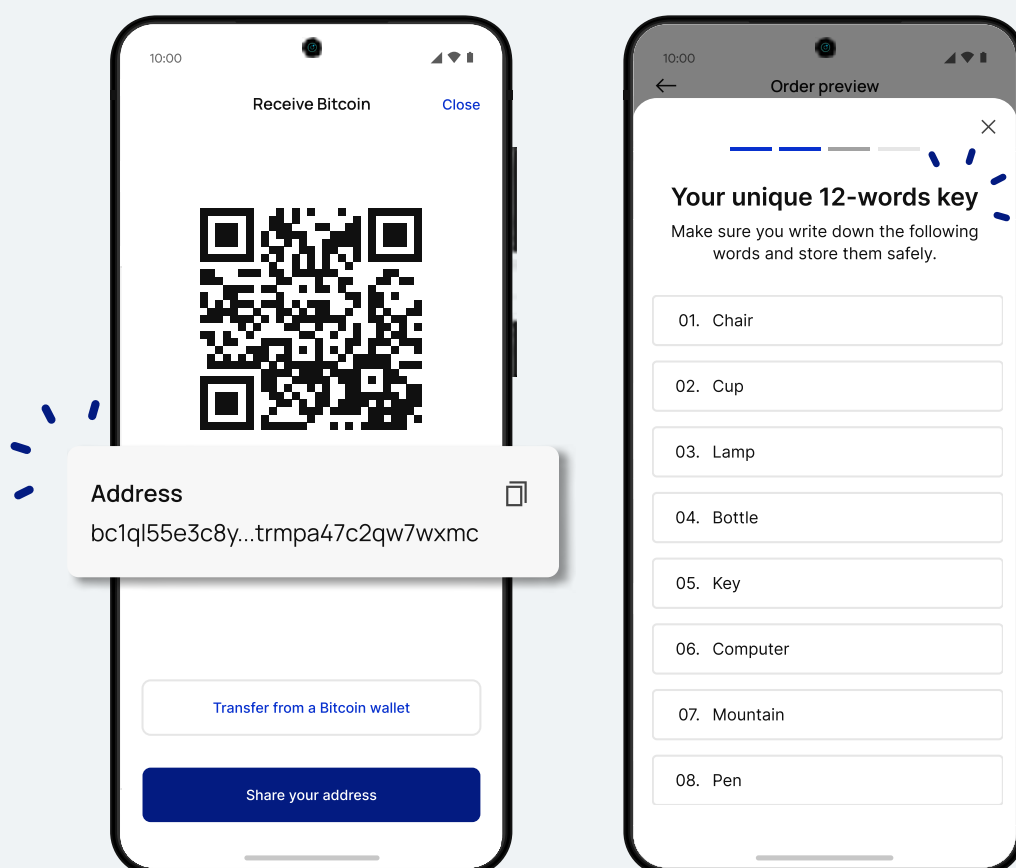 10:00
Receive Bitcoin
Close
Address
bc1ql55e3c8y...trmpa47c2qw7wxmc
Transfer from a Bitcoin wallet
Share your address
10:00
Order preview
Your unique 12-words key
Make sure you write down the following
words and store them safely.
01. Chair
02. Cup
03. Lamp
04. Bottle
05. Key
06. Computer
07. Mountain
08. Pen